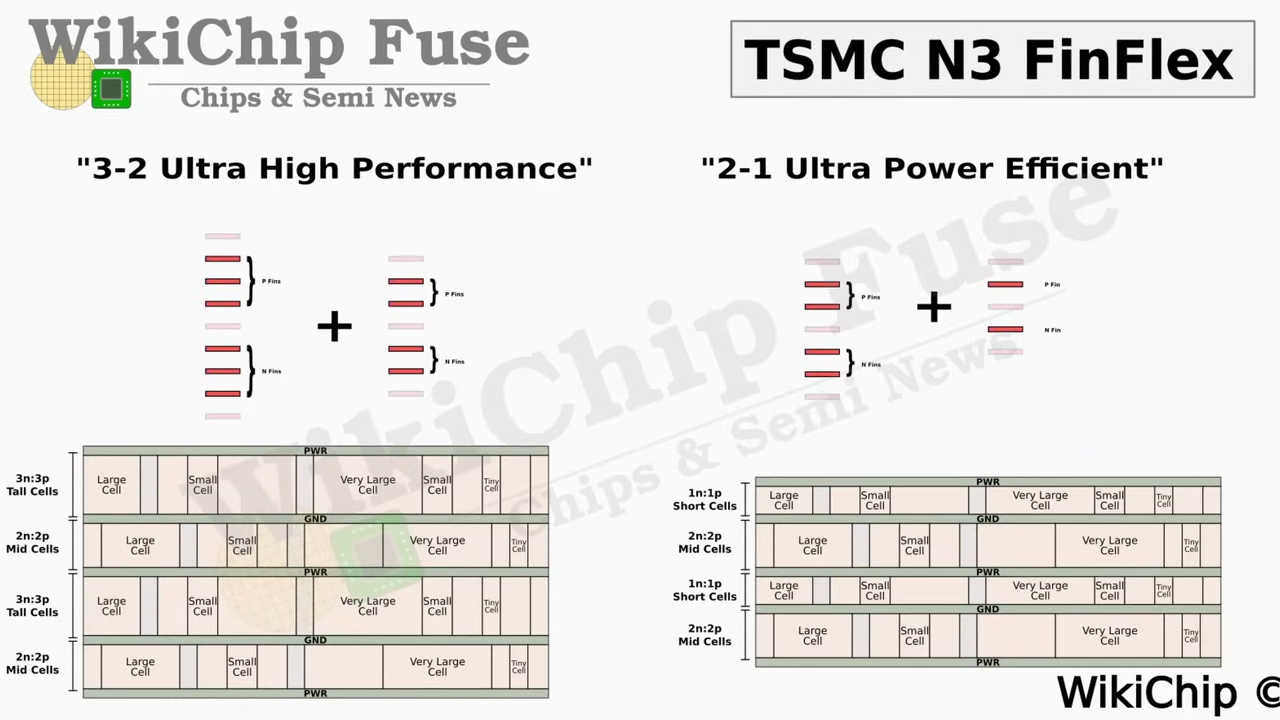 WikiChip Fuse
Chips & Semi News
TSMC N3 FinFlex
"3-2 Ultra High Performance"
"2-1 Ultra Power Efficient"
P Fins
P Fins
N Fins
N Fins
P Fins
P Fin
N Fins
N Fin
WikiChip Fuse
Chips & Semi News
PWR
3n:3p
Tall Cells
Large
Cell
Small
Cell
Very Large
Cell
Small
Cell
Tiny
Cell
GND
2n:2p
Mid Cells
Large
Cell
Small
Cell
Very Large
Cell
Tiny
Cell
PWR
3n:3p
Tall Cells
Large
Cell
Small
Cell
Very Large
Cell
Small
Cell
Tiny
Cell
GND
2n:2p
Mid Cells
Large
Cell
Small
Cell
Very Large
Cell
Tiny
Cell
PWR
PWR
1n:1p
Short Cells
Large
Cell
Small
Cell
Very Large
Cell
Small
Cell
Tiny
Cell
GND
2n:2p
Mid Cells
Large
Cell
Small
Cell
Very Large
Cell
Tiny
Cell
PWR
1n:1p
Short Cells
Large
Cell
Small
Cell
Very Large
Cell
Small
Cell
Tiny
Cell
GND
2n:2p
Mid Cells
Large
Cell
Small
Cell
Very Large
Cell
Tiny
Cell
PWR
WikiChip ©